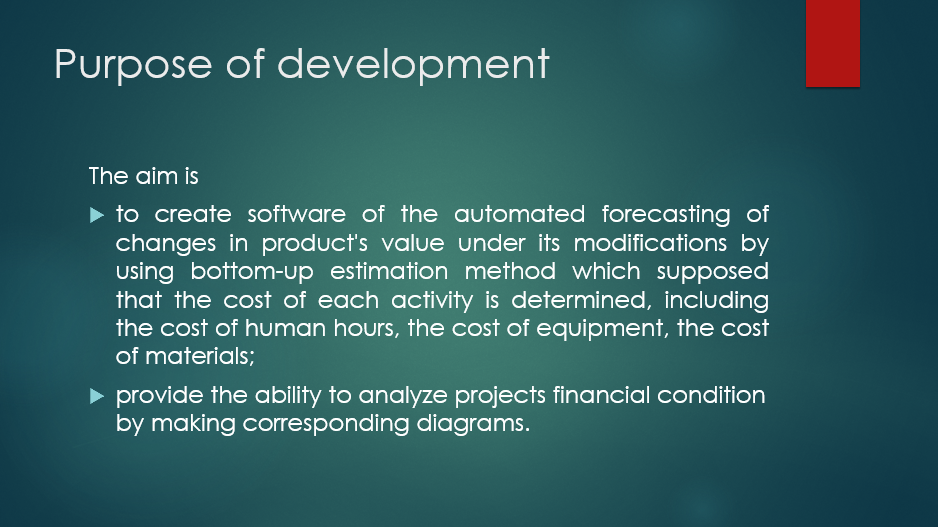 Purpose of development
The aim is
to create software of the automated forecasting of
changes in product's value under its modifications by
using bottom-up estimation method which supposed
that the cost of each activity is determined, including
the cost of human hours, the cost of equipment, the cost
of materials;
provide the ability to analyze projects financial condition
by making corresponding diagrams.